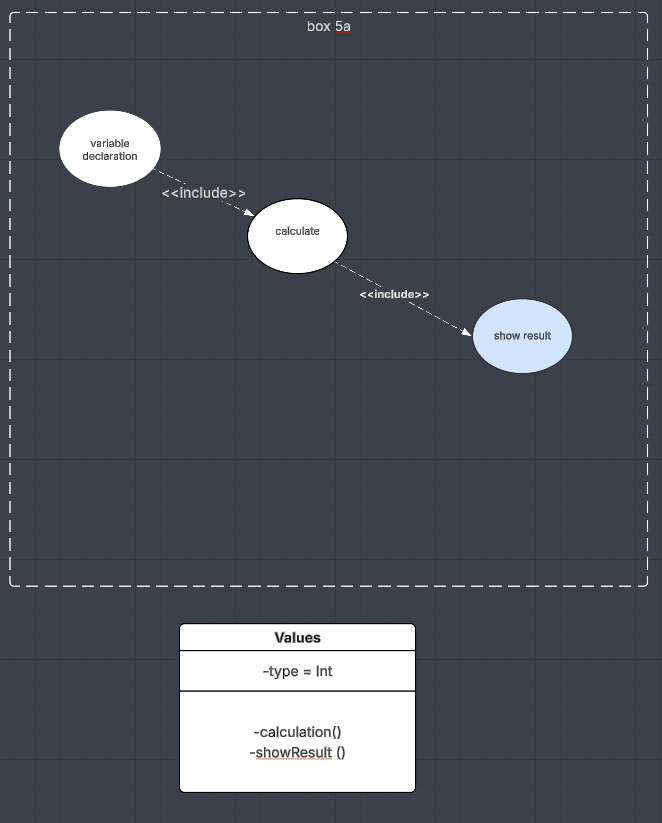 box 5a
variable
declaration
<<include>>
calculate
<<include>>
show result
Values
-type = Int
-calculation()
-showResult ()